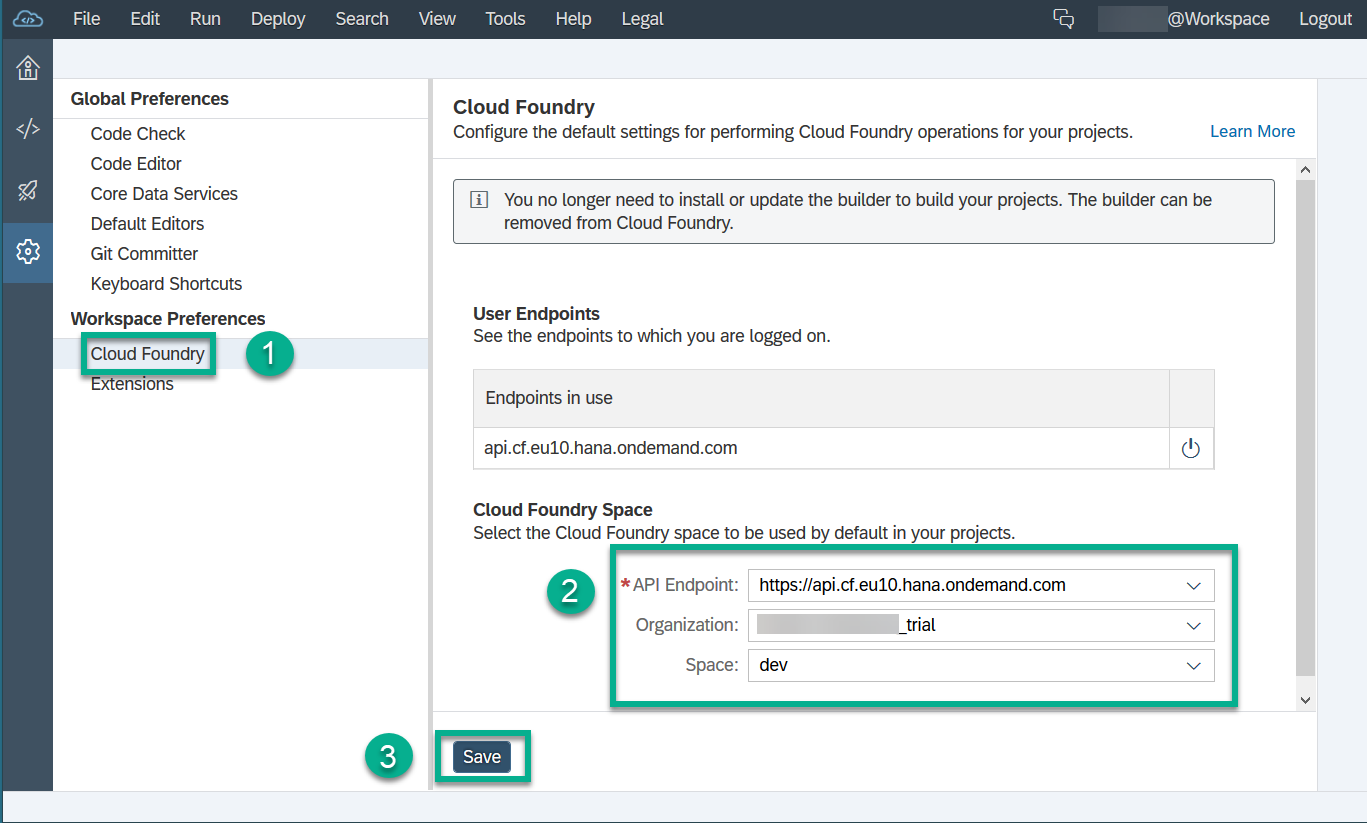 File Edit Run Deploy Search View Tools Help Legal @Workspace Logout
Global Preferences
Code Check
Code Editor
Core Data Services
Default Editors
Git Committer
Keyboard Shortcuts
Workspace Preferences
Cloud Foundry
1
Extensions
Cloud Foundry
Configure the default settings for performing Cloud Foundry operations for your projects.
Learn More
You no longer need to install or update the builder to build your projects. The builder can be
removed from Cloud Foundry.
User Endpoints
See the endpoints to which you are logged on.
Endpoints in use
api.cf.eu10.hana.ondemand.com
Cloud Foundry Space
Select the Cloud Foundry space to be used by default in your projects.
2
*API Endpoint: https://api.cf.eu10.hana.ondemand.com
Organization: _trial
Space: dev
3
Save